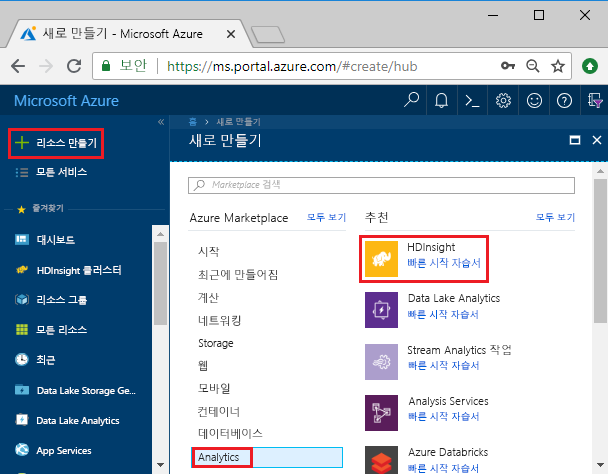 새로 만들기 - Microsoft Azure
보안
https://ms.portal.azure.com/#create/hub
Microsoft Azure
리소스 만들기
모든 서비스
즐겨찾기
대시보드
HDInsight 클러스터
리소스 그룹
모든 리소스
최근
Data Lake Storage Ge...
Data Lake Analytics
App Services
홈 > 새로 만들기
새로 만들기
Marketplace 검색
Azure Marketplace 모두 보기
시작
최근에 만들어짐
계산
네트워킹
Storage
웹
모바일
컨테이너
데이터베이스
Analytics
추천 모두 보기
HDInsight
빠른 시작 자습서
Data Lake Analytics
빠른 시작 자습서
Stream Analytics 작업
빠른 시작 자습서
Analysis Services
빠른 시작 자습서
Azure Databricks
빠른 시작 자습서